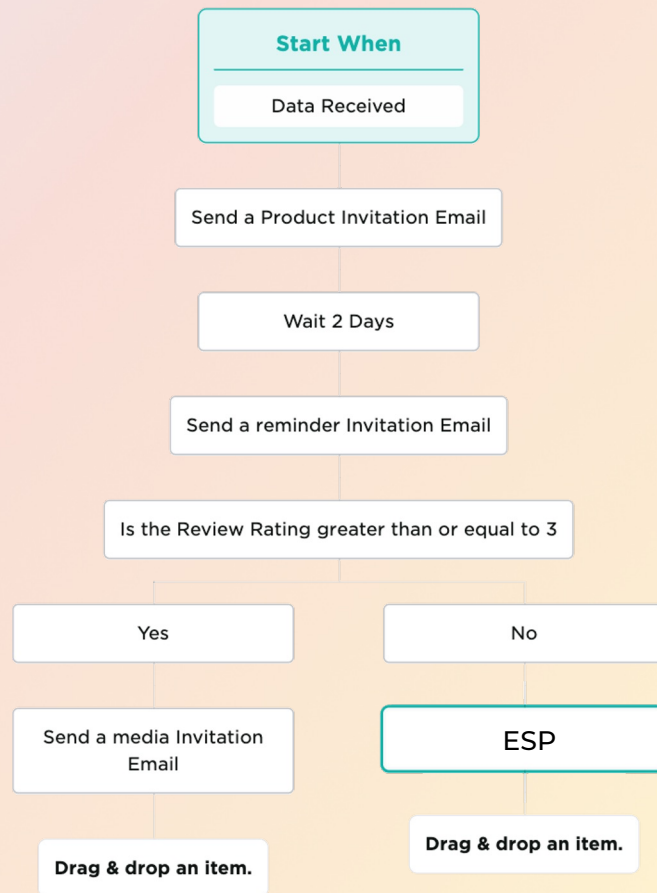 Start When
Data Received
Send a Product Invitation Email
Wait 2 Days
Send a reminder Invitation Email
Is the Review Rating greater than or equal to 3
Yes
No
Send a media Invitation
Email
ESP
Drag & drop an item.
Drag & drop an item.